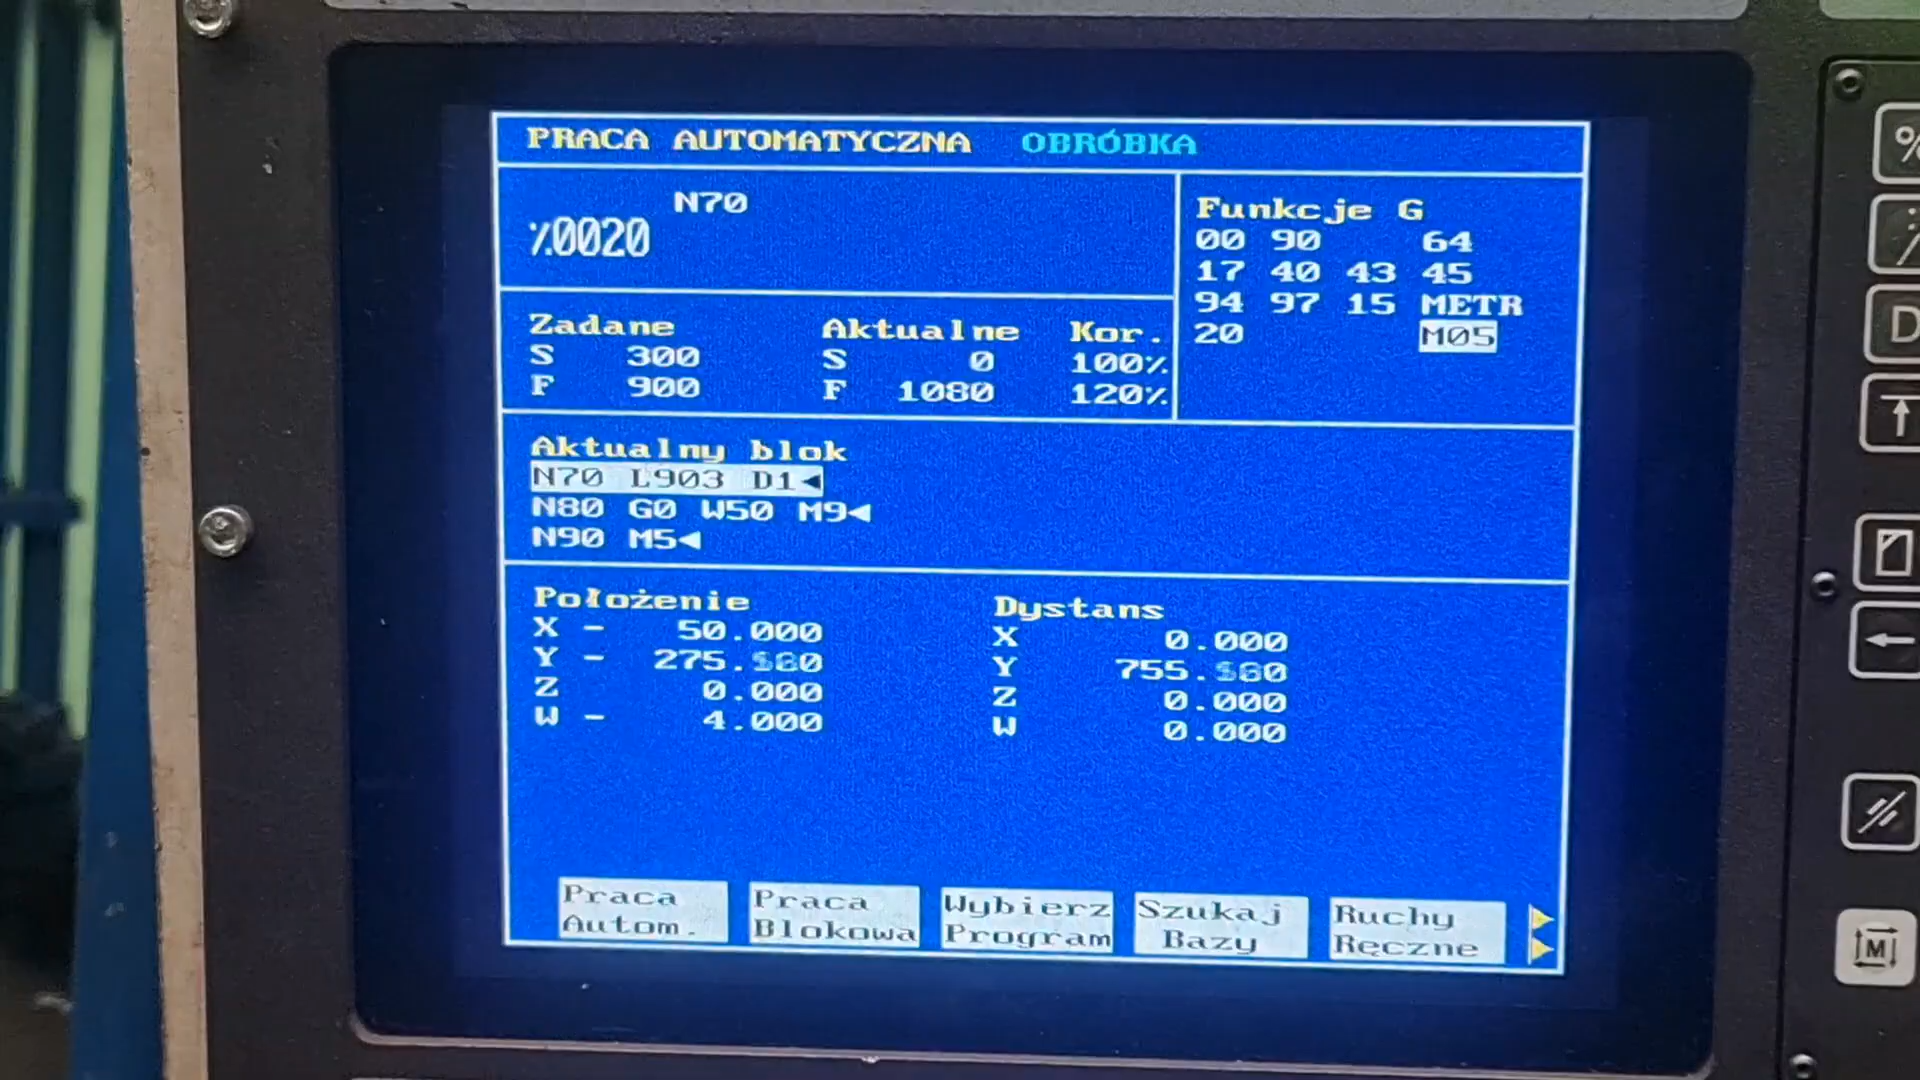 PRACA AUTOMATYCZNA OBRÓBKA
N70
%0020
Funkcje G
00 90 64
17 40 43 45
94 97 15 METR
20 M05
Zadane Aktualne Kor.
S 300 S 0 100%
F 900 F 1080 120%
Aktualny blok
N70 L903 D1◄
N80 G0 W50 M9◄
N90 M5◄
Położenie Dystans
X - 50.000 X 0.000
Y - Y
Z 0.000 Z 0.000
W - 4.000 W 0.000
Praca Autom.
Praca Blokowa
Wybierz Program
Szukaj Bazy
Ruchy Ręczne
%
D
M